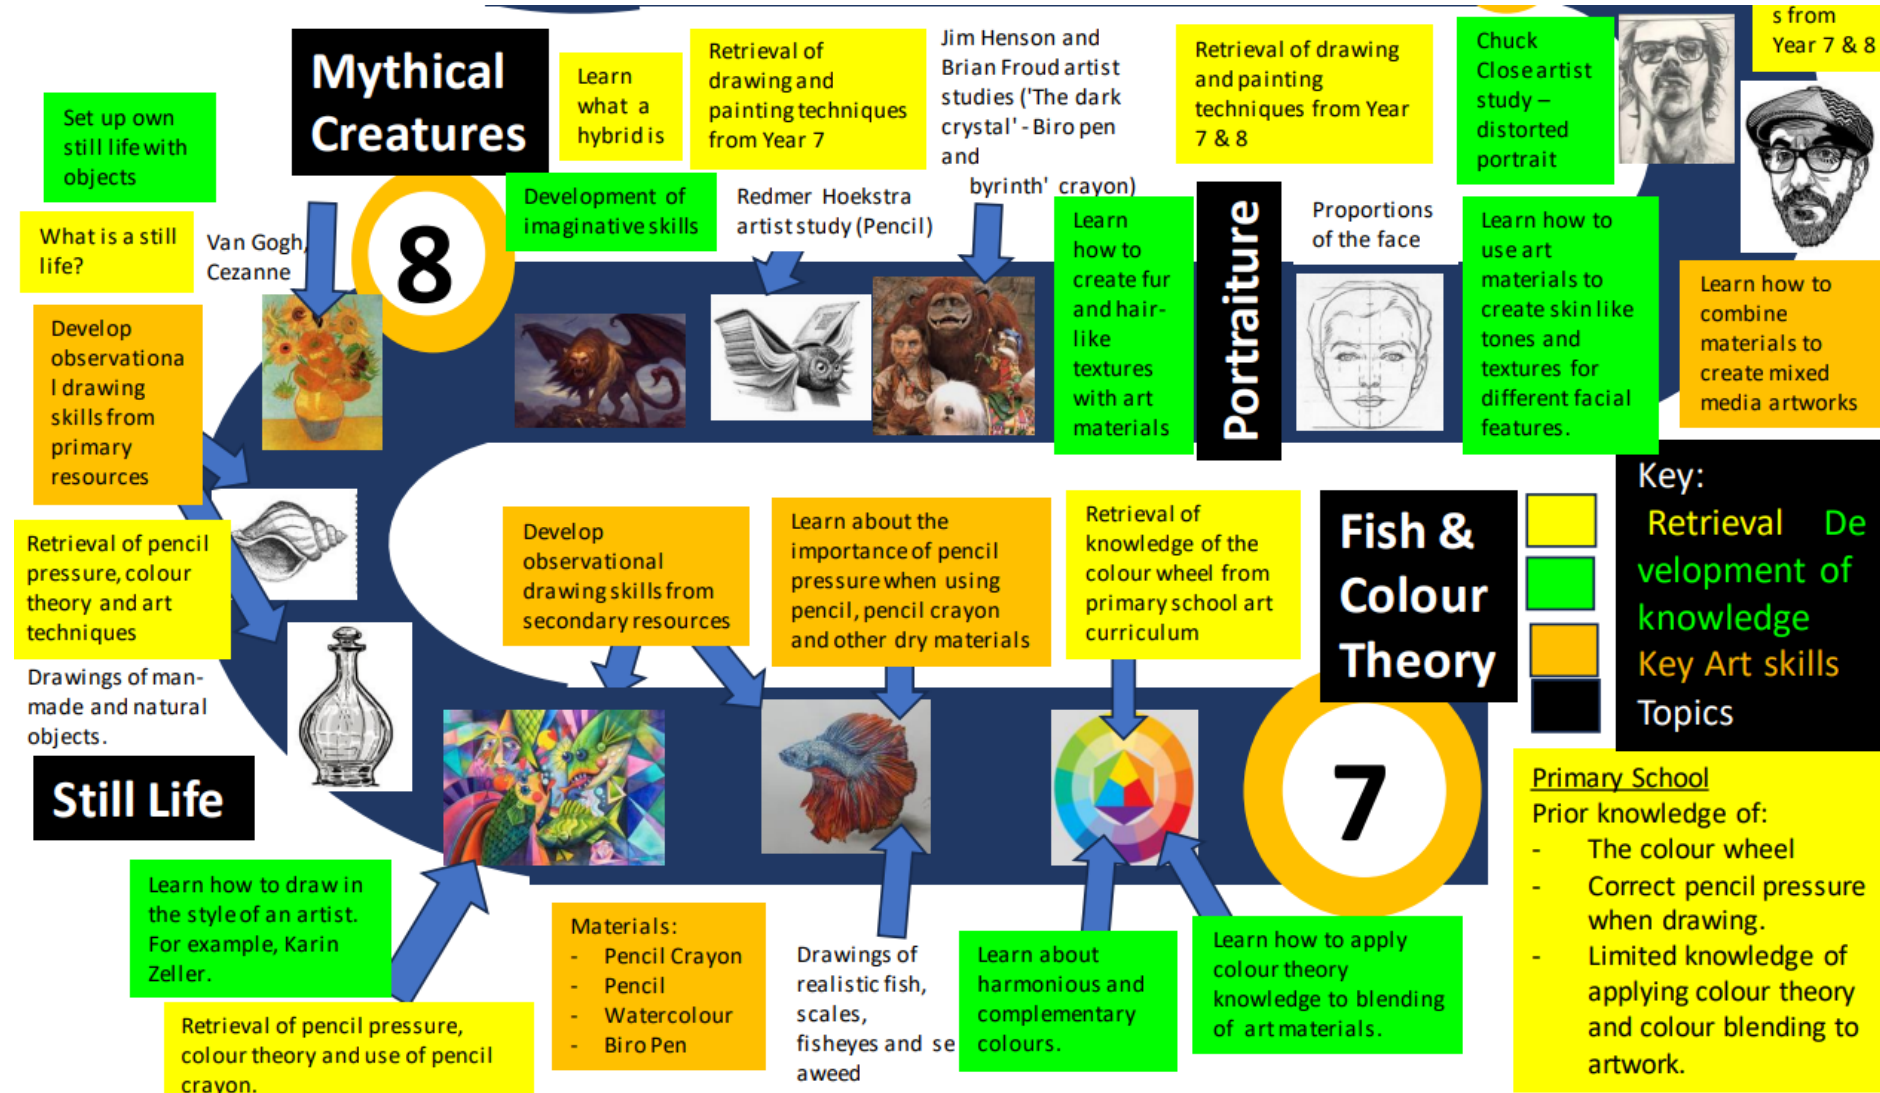 Mythical
Creatures
Learn
what a
hybrid is
Retrieval of
drawing and
painting techniques
from Year 7
Jim Henson and
Brian Froud artist
studies ('The dark
crystal' - Biro pen
and
byrinth' crayon)
Retrieval of drawing
and painting
techniques from Year
7 & 8
Chuck
Close artist
study –
distorted
portrait
s from
Year 7 & 8
Set up own
still life with
objects
What is a still
life?
Van Gogh,
Cezanne
8
Development of
imaginative skills
Redmer Hoekstra
artist study (Pencil)
Learn
how to
create fur
and hair-
like
textures
with art
materials
Portraiture
Proportions
of the face
Learn how to
use art
materials to
create skin like
tones and
textures for
different facial
features.
Learn how to
combine
materials to
create mixed
media artworks
Develop
observationa
l drawing
skills from
primary
resources
Retrieval of pencil
pressure, colour
theory and art
techniques
Drawings of man-
made and natural
objects.
Still Life
Develop
observational
drawing skills from
secondary resources
Learn about the
importance of pencil
pressure when using
pencil, pencil crayon
and other dry materials
Retrieval of
knowledge of the
colour wheel from
primary school art
curriculum
Fish &
Colour
Theory
Key:
Retrieval De
velopment of
knowledge
Key Art skills
Topics
7
Primary School
Prior knowledge of:
- The colour wheel
- Correct pencil pressure
when drawing.
- Limited knowledge of
applying colour theory
and colour blending to
artwork.
Learn how to draw in
the style of an artist.
For example, Karin
Zeller.
Retrieval of pencil pressure,
colour theory and use of pencil
crayon.
Materials:
- Pencil Crayon
- Pencil
- Watercolour
- Biro Pen
Drawings of
realistic fish,
scales,
fisheyes and se
aweed
Learn about
harmonious and
complementary
colours.
Learn how to apply
colour theory
knowledge to blending
of art materials.